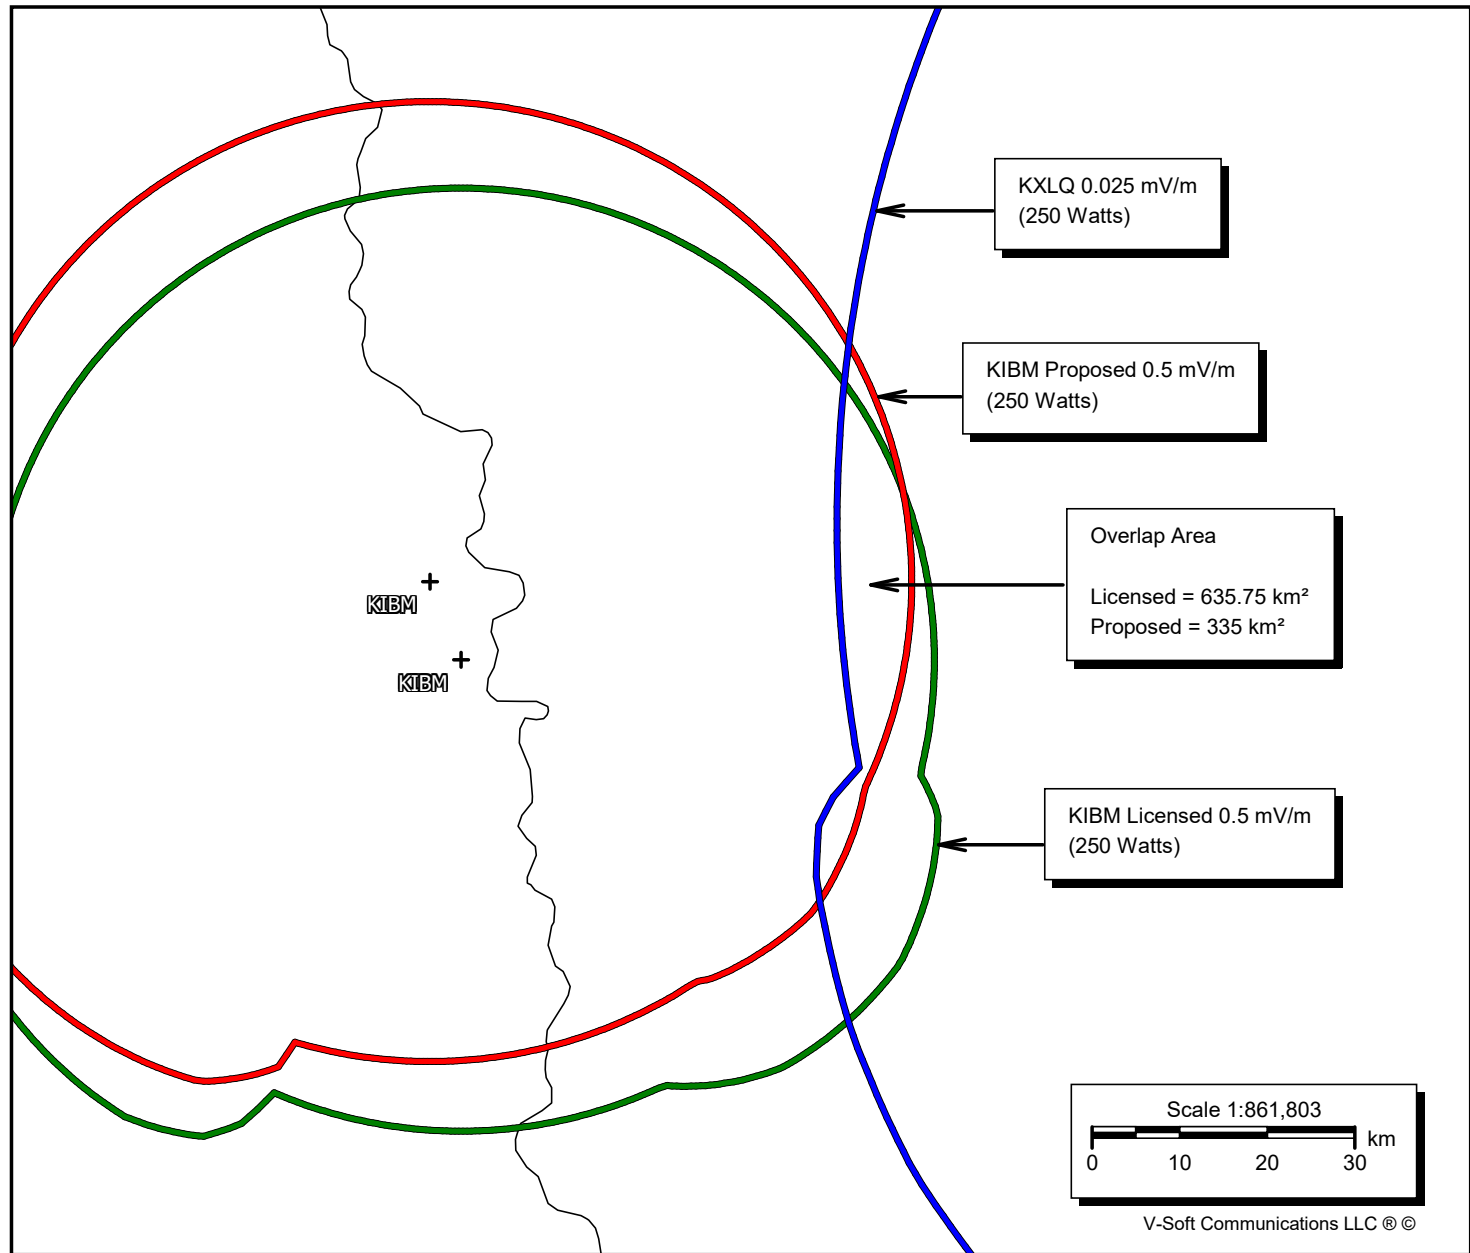 KXLQ 0.025 mV/m
(250 Watts)
KIBM Proposed 0.5 mV/m
(250 Watts)
Overlap Area
Licensed = 635.75 km²
Proposed = 335 km²
KIBM
KIBM
KIBM Licensed 0.5 mV/m
(250 Watts)
Scale 1:861,803
km
0 10 20 30
V-Soft Communications LLC ® ©